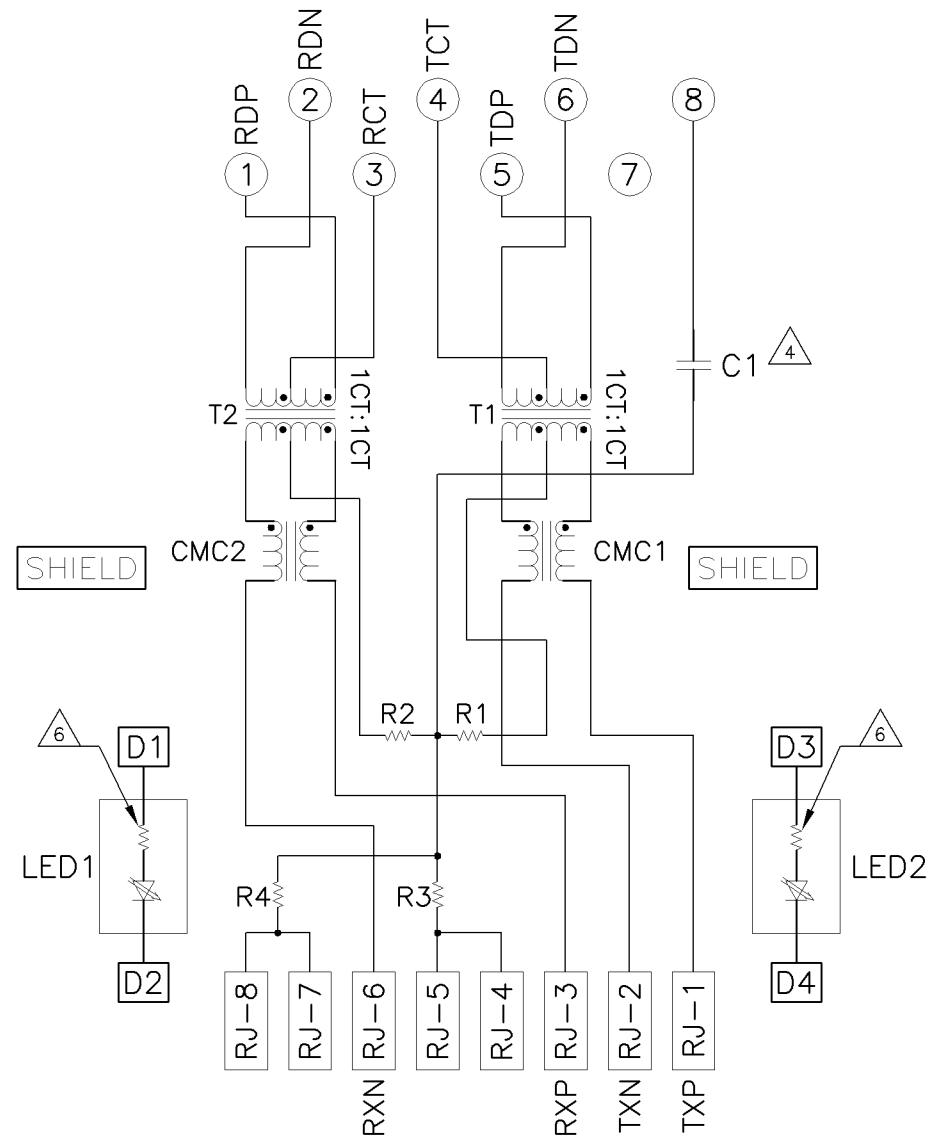 RDP
RDN
RCT
TCT
TDP
TDN
1
2
3
4
5
6
7
8
C1
4
T2
1CT:1CT
T1
1CT:1CT
CMC2
CMC1
SHIELD
SHIELD
R2
R1
6
D1
D3
6
LED1
LED2
R4
R3
D2
D4
RJ-8
RJ-7
RJ-6
RJ-5
RJ-4
RJ-3
RJ-2
RJ-1
RXN
RXP
TXN
TXP